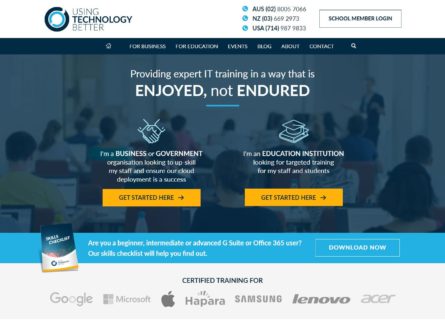 USING
TECHNOLOGY
BETTER
AUS (02) 8005 7066
NZ (03) 669 2973
USA (714) 987 9833
SCHOOL MEMBER LOGIN
FOR BUSINESS FOR EDUCATION EVENTS BLOG ABOUT CONTACT
Providing expert IT training in a way that is
ENJOYED, not ENDURED
I'm a BUSINESS or GOVERNMENT
organisation looking to up-skill
my staff and ensure our cloud
deployment is a success
GET STARTED HERE →
I'm an EDUCATION INSTITUTION
looking for targeted training
for my staff and students
GET STARTED HERE →
SKILLS
CHECKLIST
Are you a beginner, intermediate or advanced G Suite or Office 365 user?
Our skills checklist will help you find out.
DOWNLOAD NOW
CERTIFIED TRAINING FOR
Google Microsoft Hapara SAMSUNG lenovo acer